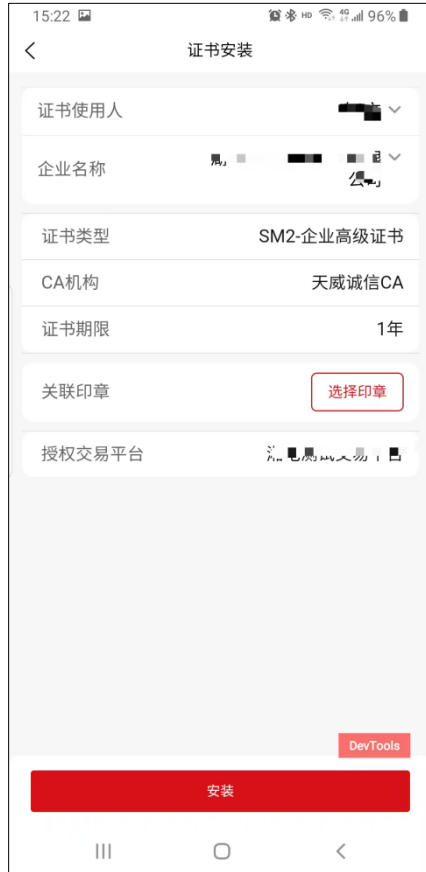 15:22 HD 4G 96%
证书安装
证书使用人
企业名称
公司
证书类型 SM2-企业高级证书
CA机构 天威诚信CA
证书期限 1年
关联印章 选择印章
授权交易平台
DevTools
安装